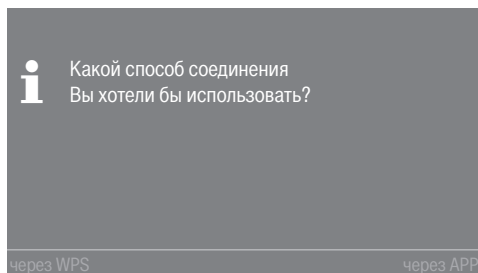 Какой способ соединения
Вы хотели бы использовать?
через WPS
через APP